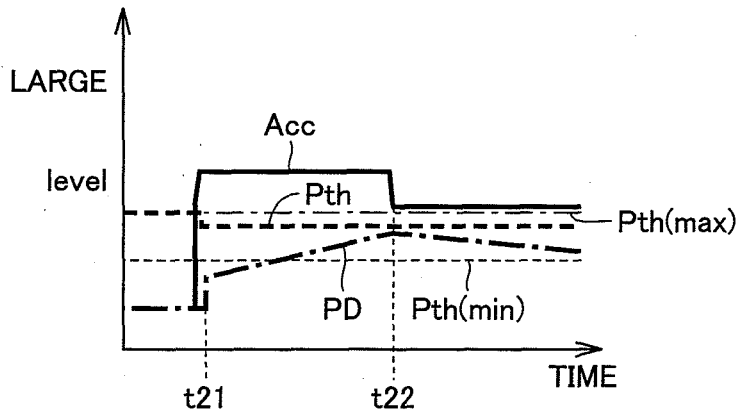 LARGE
Acc
level
Pth
Pth(max)
PD
Pth(min)
TIME
t21
t22